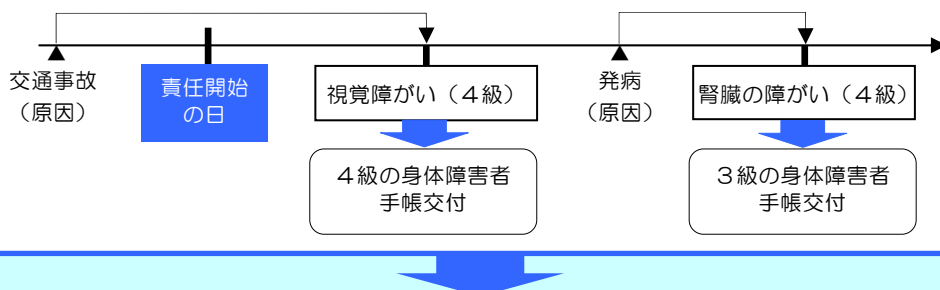 交通事故
(原因)
責任開始
の日
視覚障がい(４級)
４級の身体障害者
手帳交付
発病
(原因)
腎臓の障がい(４級)
３級の身体障害者
手帳交付